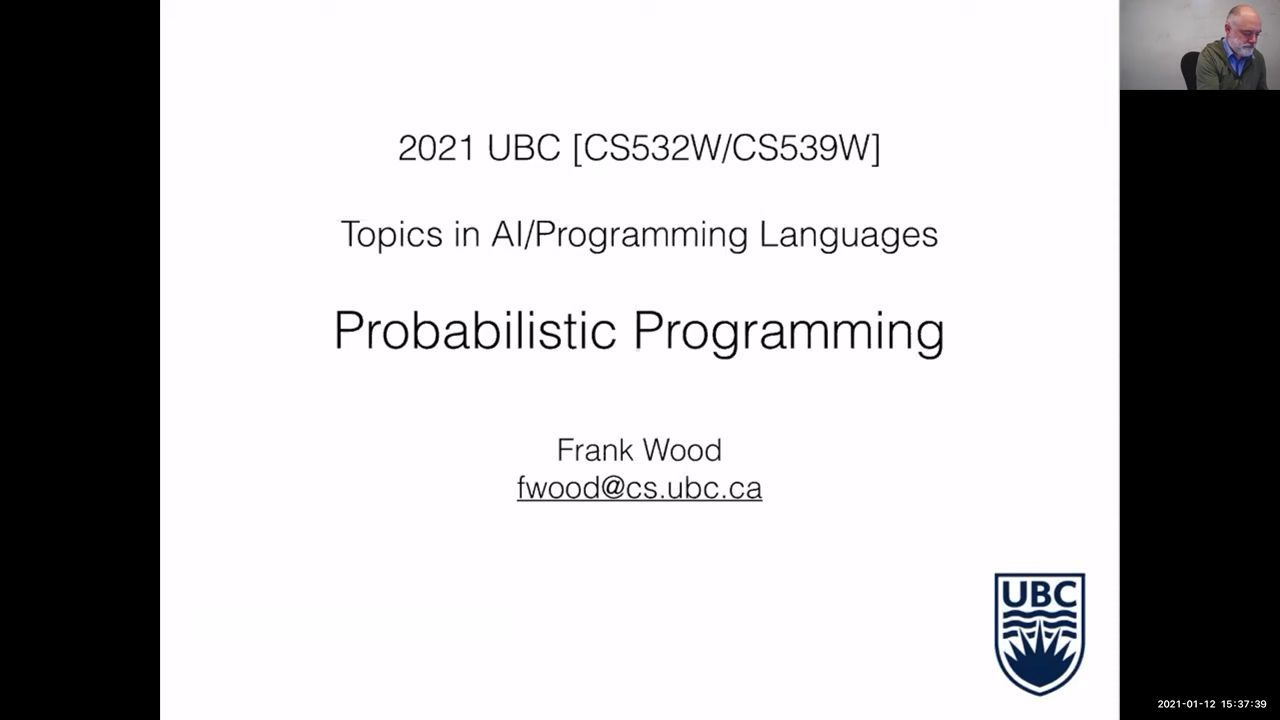 2021 UBC [CS532W/CS539W]
Topics in AI/Programming Languages
Probabilistic Programming
Frank Wood
fwood@cs.ubc.ca
UBC
2021-01-12 15:37:39